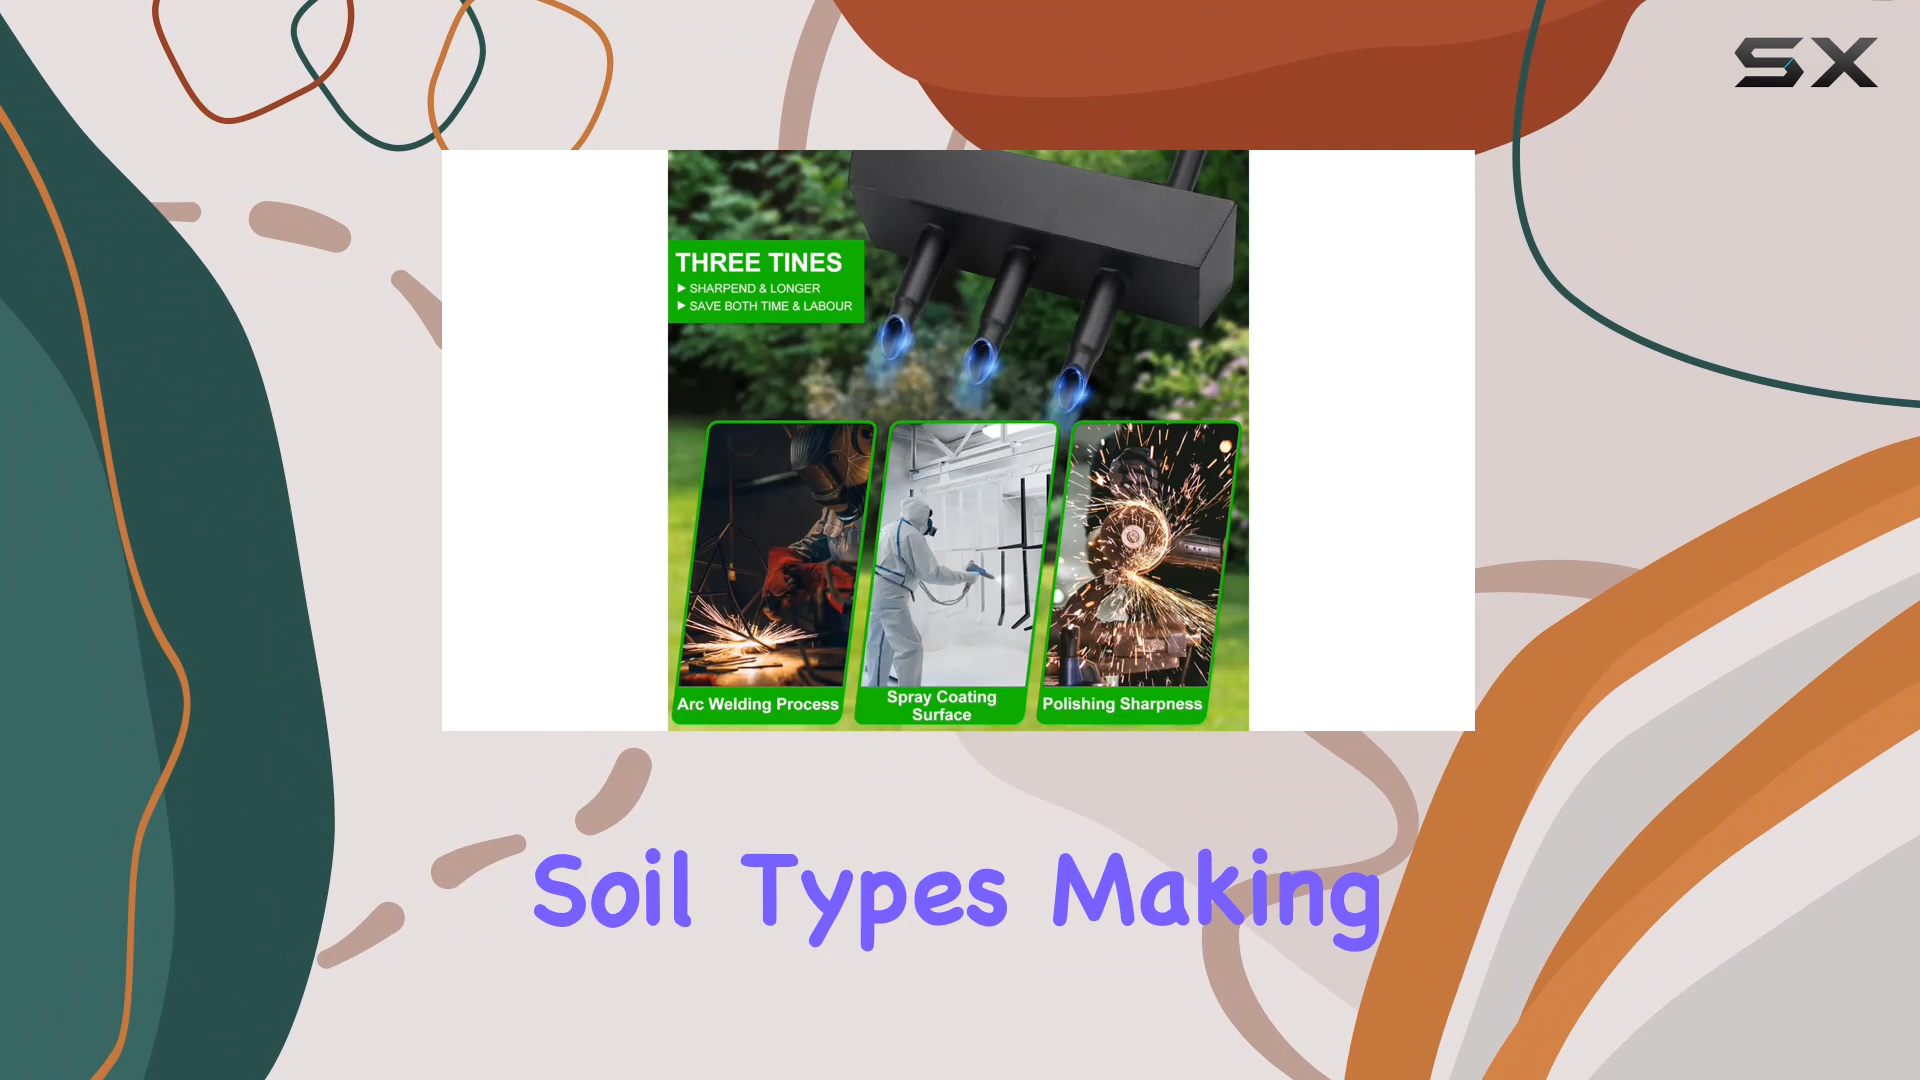 SX
THREE TINES
▶ SHARPEND & LONGER
▶ SAVE BOTH TIME & LABOUR
Arc Welding Process
Spray Coating
Surface
Polishing Sharpness
Soil Types Making